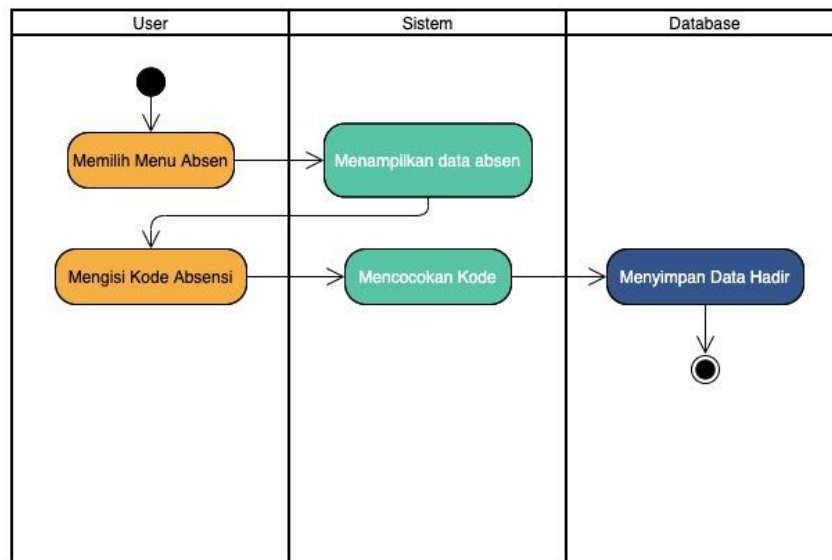 User
Sistem
Database
Memilih Menu Absen
Menampilkan data absen
Mengisi Kode Absensi
Mencocokan Kode
Menyimpan Data Hadir